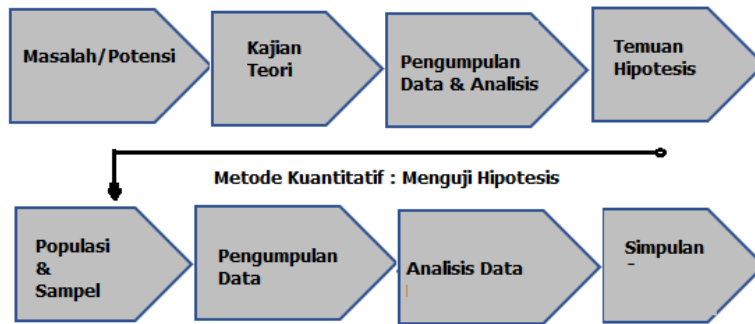 Masalah/Potensi
Kajian
Teori
Pengumpulan
Data & Analisis
Temuan
Hipotesis
Metode Kuantitatif : Menguji Hipotesis
Populasi
&
Sampel
Pengumpulan
Data
Analisis Data
Simpulan